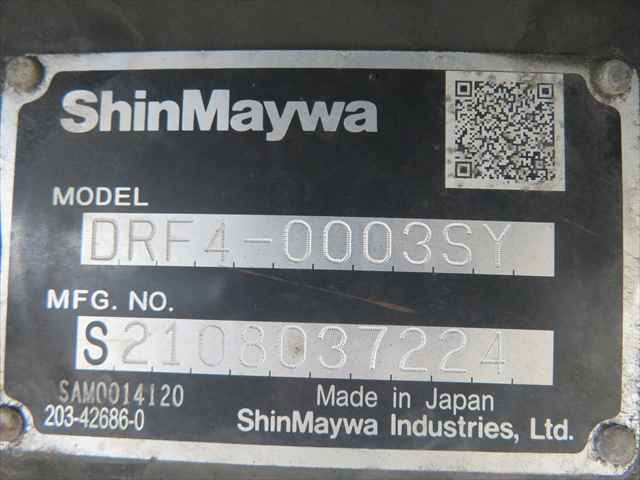 ShinMaywa
MODEL
DRF4-0003SY
MFG. NO.
S2108037224
SAM0014120
203-42686-0
Made in Japan
ShinMaywa Industries, Ltd.